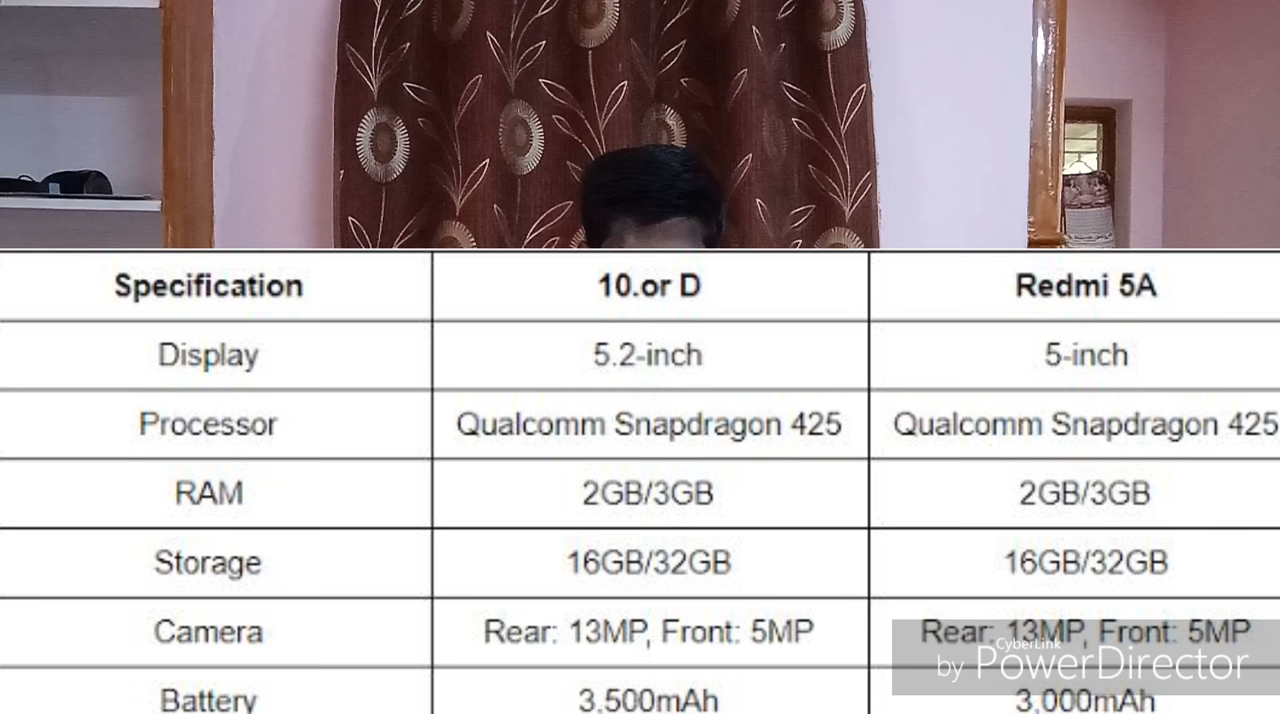 Specification 10.or D Redmi 5A
Display 5.2-inch 5-inch
Processor Qualcomm Snapdragon 425 Qualcomm Snapdragon 425
RAM 2GB/3GB 2GB/3GB
Storage 16GB/32GB 16GB/32GB
Camera Rear: 13MP, Front: 5MP Rear: 13MP, Front: 5MP
CyberLink
by PowerDirector
Battery 3,500mAh 3,000mAh